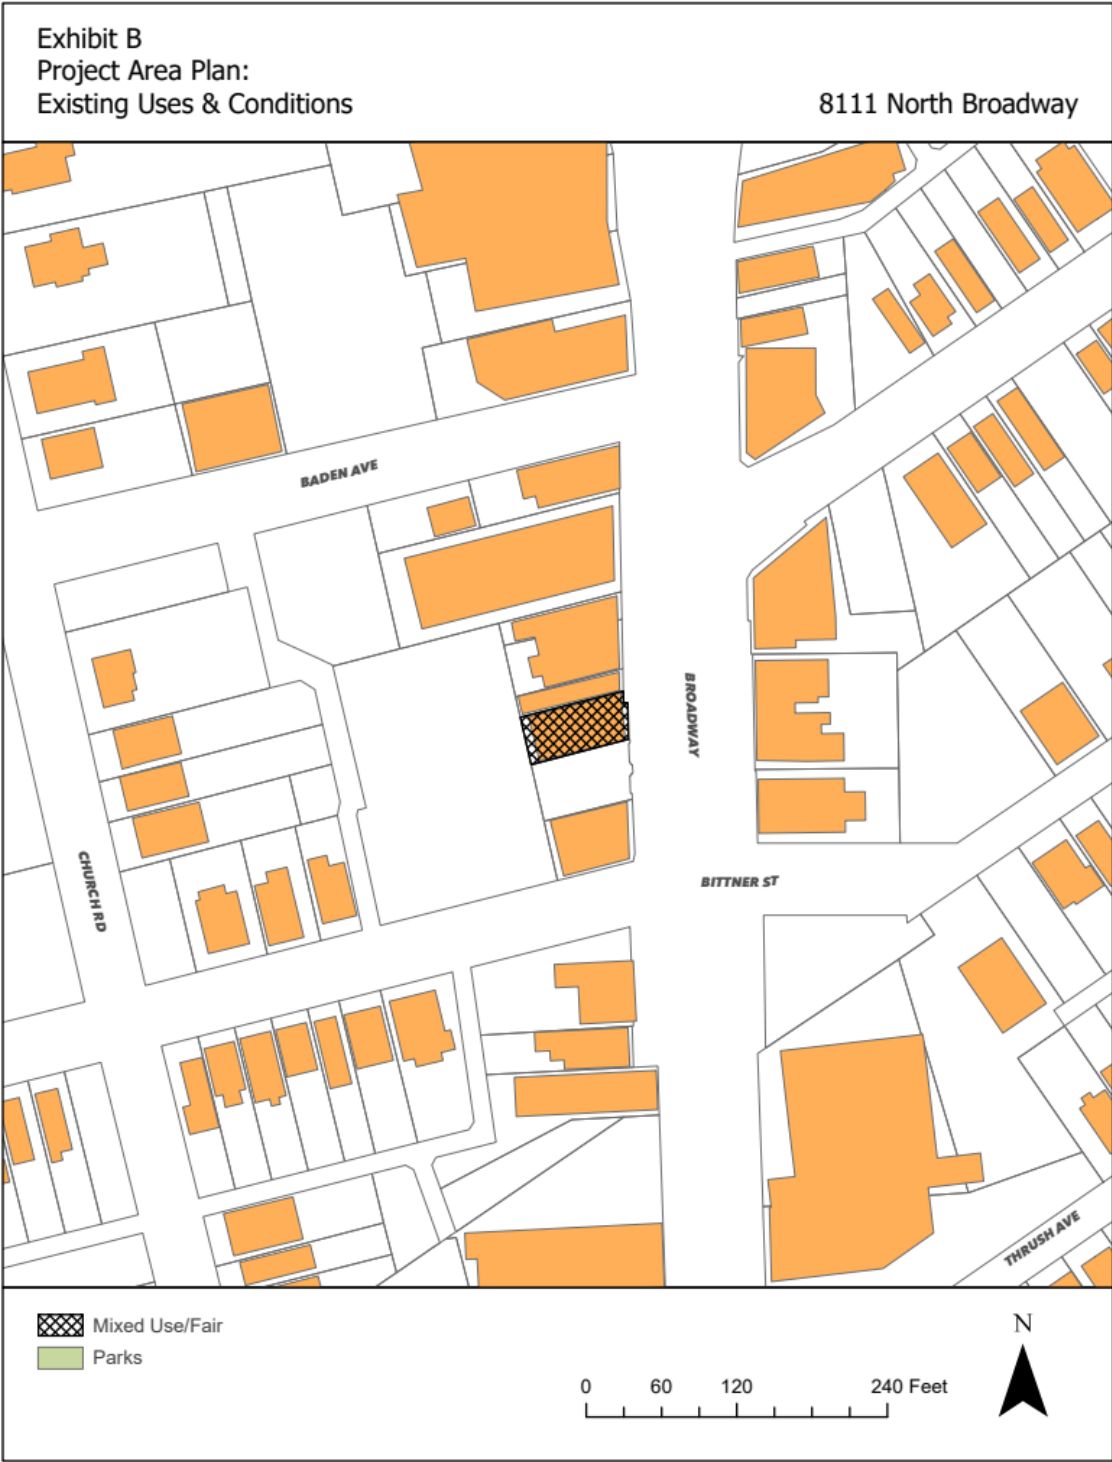 Exhibit B
Project Area Plan:
Existing Uses & Conditions
8111 North Broadway
BADEN AVE
BROADWAY
CHURCH RD
BITTNER ST
THRUSH AVE
Mixed Use/Fair
Parks
N
0 60 120 240 Feet